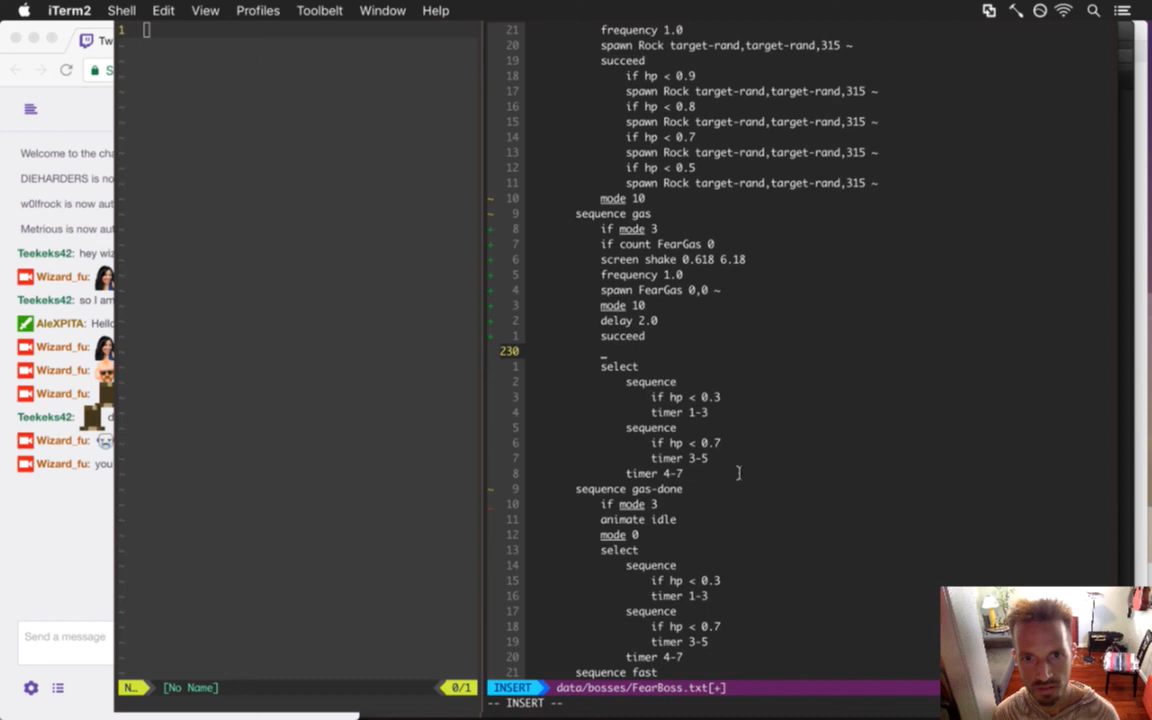 iTerm2 Shell Edit View Profiles Toolbelt Window Help
Tw
S
Welcome to the cha
DIEHARDERS is no
w0lfrock is now aut
Metrious is now aut
Teekeks42: hey wiz
Wizard_fu:
Teekeks42: so I am
AleXPITA: Hello
Wizard_fu:
Wizard_fu:
Wizard_fu:
Teekeks42: d
Wizard_fu:
Wizard_fu: you
Send a message
1
N... [No Name] 0/1
21 frequency 1.0
20 spawn Rock target-rand,target-rand,315 ~
19 succeed
18 if hp < 0.9
17 spawn Rock target-rand,target-rand,315 ~
16 if hp < 0.8
15 spawn Rock target-rand,target-rand,315 ~
14 if hp < 0.7
13 spawn Rock target-rand,target-rand,315 ~
12 if hp < 0.5
11 spawn Rock target-rand,target-rand,315 ~
~ 10 mode 10
~ 9 sequence gas
+ 8 if mode 3
+ 7 if count FearGas 0
+ 6 screen shake 0.618 6.18
+ 5 frequency 1.0
+ 4 spawn FearGas 0,0 ~
+ 3 mode 10
+ 2 delay 2.0
+ 1 succeed
230 _
1 select
2 sequence
3 if hp < 0.3
4 timer 1-3
5 sequence
6 if hp < 0.7
7 timer 3-5
8 timer 4-7
~ 9 sequence gas-done
10 if mode 3
11 animate idle
12 mode 0
13 select
14 sequence
15 if hp < 0.3
16 timer 1-3
17 sequence
18 if hp < 0.7
19 timer 3-5
20 timer 4-7
21 sequence fast
INSERT data/bosses/FearBoss.txt[+]
-- INSERT --